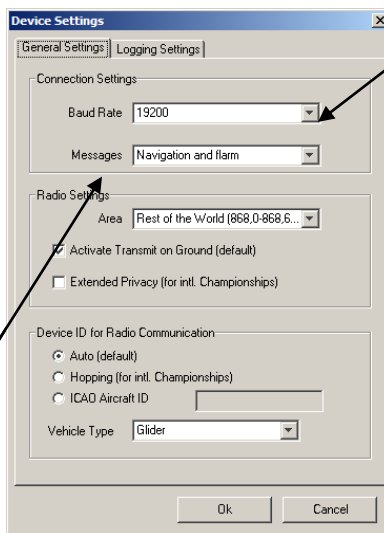 Device Settings
General Settings Logging Settings
Connection Settings
Baud Rate 19200
Messages Navigation and flarm
Radio Settings
Area Rest of the World (868,0-868,6...
Activate Transmit on Ground (default)
Extended Privacy (for intl. Championships)
Device ID for Radio Communication
Auto (default)
Hopping (for intl. Championships)
ICAO Aircraft ID
Vehicle Type Glider
Ok Cancel